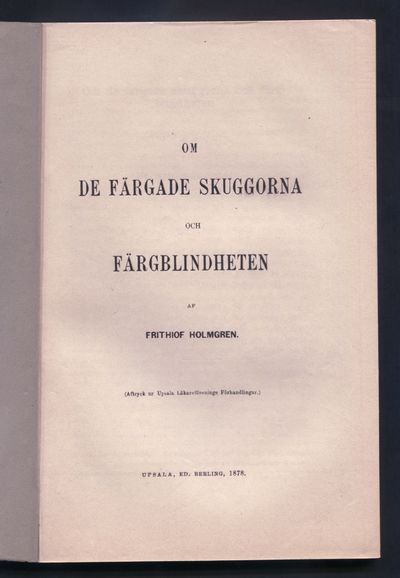 OM
DE FÄRGADE SKUGGORNA
OCH
FÄRGBLINDHETEN
AF
FRITHIOF HOLMGREN.
(Aftryck ur Upsala Läkareförenings Förhandlingar.)
UPSALA, ED. BERLING, 1878.